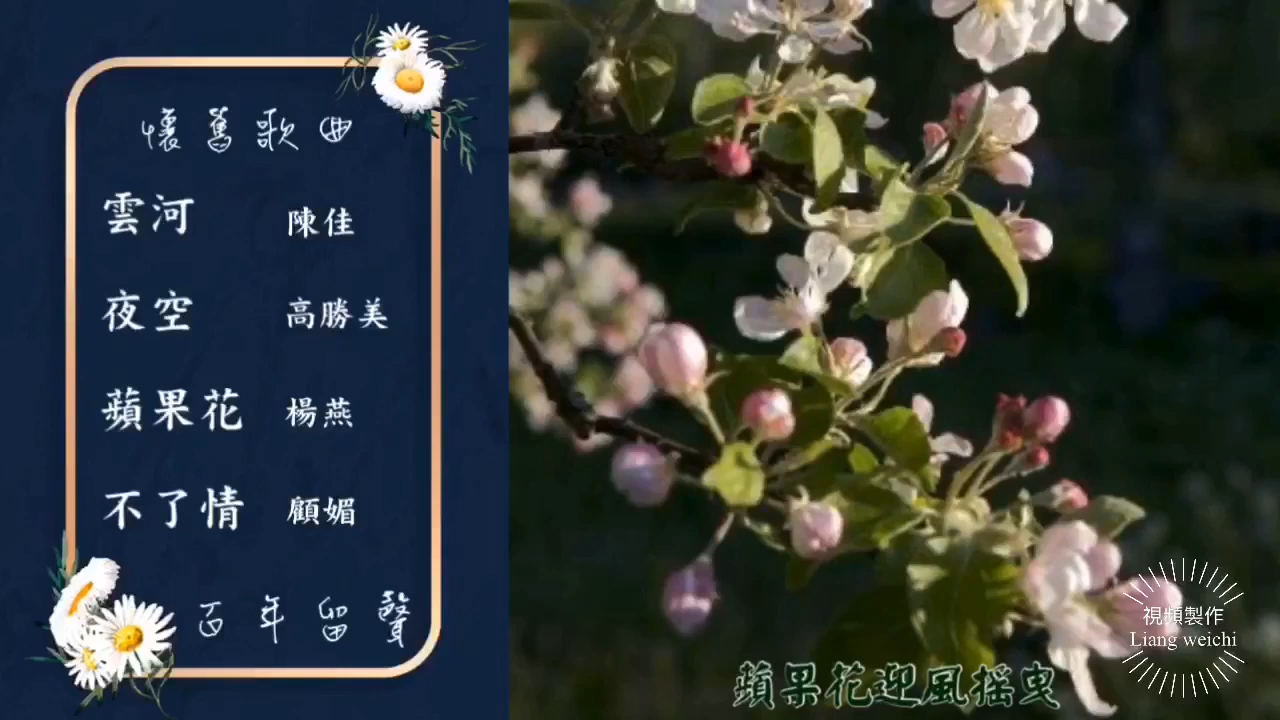 懷舊歌曲
雲河 陳佳
夜空 高勝美
蘋果花 楊燕
不了情 顧媚
百年留聲
蘋果花迎風搖曳
視頻製作
Liang weichi